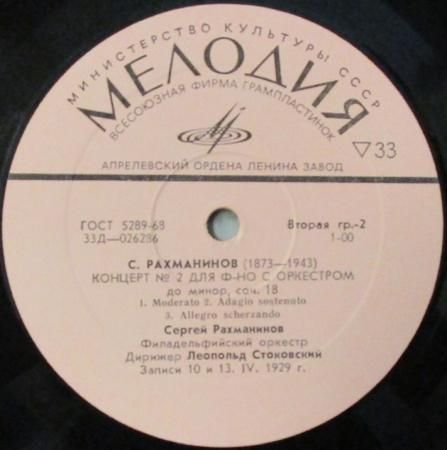 МИНИСТЕРСТВО КУЛЬТУРЫ СССР
МЕЛОДИЯ
ВСЕСОЮЗНАЯ ФИРМА ГРАМПЛАСТИНОК
▽33
АПРЕЛЕВСКИЙ ОРДЕНА ЛЕНИНА ЗАВОД
ГОСТ 5289-68 Вторая гр.-2
33Д—026286 1-00
С. РАХМАНИНОВ (1873—1943)
КОНЦЕРТ № 2 ДЛЯ Ф-НО С ОРКЕСТРОМ
до минор, соч. 18
1. Moderato 2. Adagio sostenuto
3. Allegro scherzando
Сергей Рахманинов
Филадельфийский оркестр
Дирижер Леопольд Стоковский
Записи 10 и 13. IV. 1929 г.